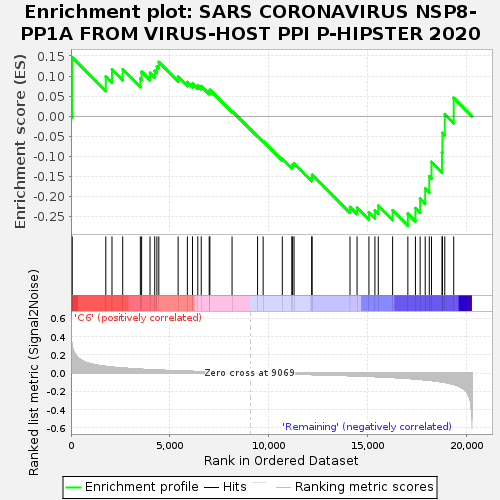 Enrichment plot: SARS CORONAVIRUS NSP8-
PP1A FROM VIRUS-HOST PPI P-HIPSTER 2020
Enrichment score (ES)
0.15
0.10
0.05
0.00
-0.05
-0.10
-0.15
-0.20
-0.25
Ranked list metric (Signal2Noise)
0.6
0.4
0.2
0.0
-0.2
-0.4
-0.6
'C6' (positively correlated)
Zero cross at 9069
'Remaining' (negatively correlated)
0 5,000 10,000 15,000 20,000
Rank in Ordered Dataset
Enrichment profile Hits Ranking metric scores